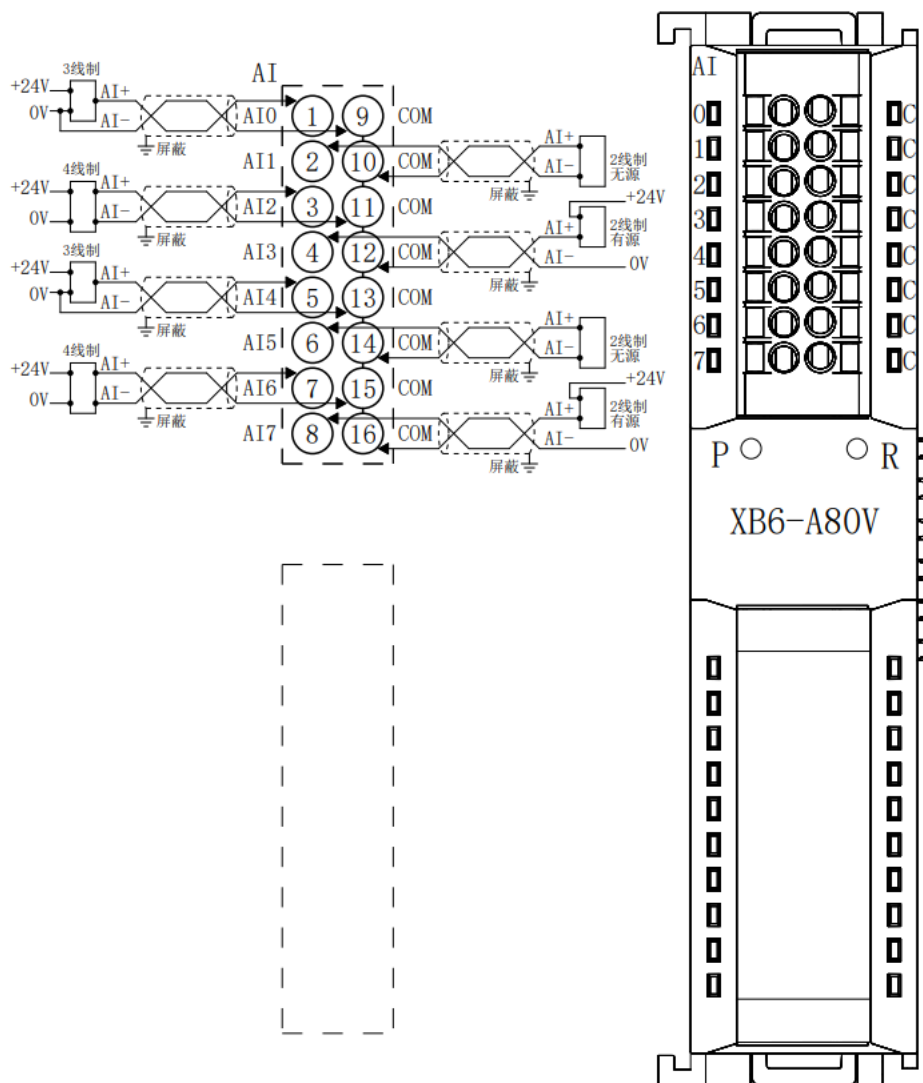 3线制
+24V
0V
AI+
AI-
屏蔽
4线制
+24V
0V
AI+
AI-
屏蔽
3线制
+24V
0V
AI+
AI-
屏蔽
4线制
+24V
0V
AI+
AI-
屏蔽
AI
AI0 1 9 COM
AI1 2 10 COM
AI2 3 11 COM
AI3 4 12 COM
AI4 5 13 COM
AI5 6 14 COM
AI6 7 15 COM
AI7 8 16 COM
AI+
AI-
2线制
无源
屏蔽
+24V
AI+
AI-
2线制
有源
0V
屏蔽
AI+
AI-
2线制
无源
屏蔽
+24V
AI+
AI-
2线制
有源
0V
屏蔽
AI
0 C
1 C
2 C
3 C
4 C
5 C
6 C
7 C
P R
XB6-A80V